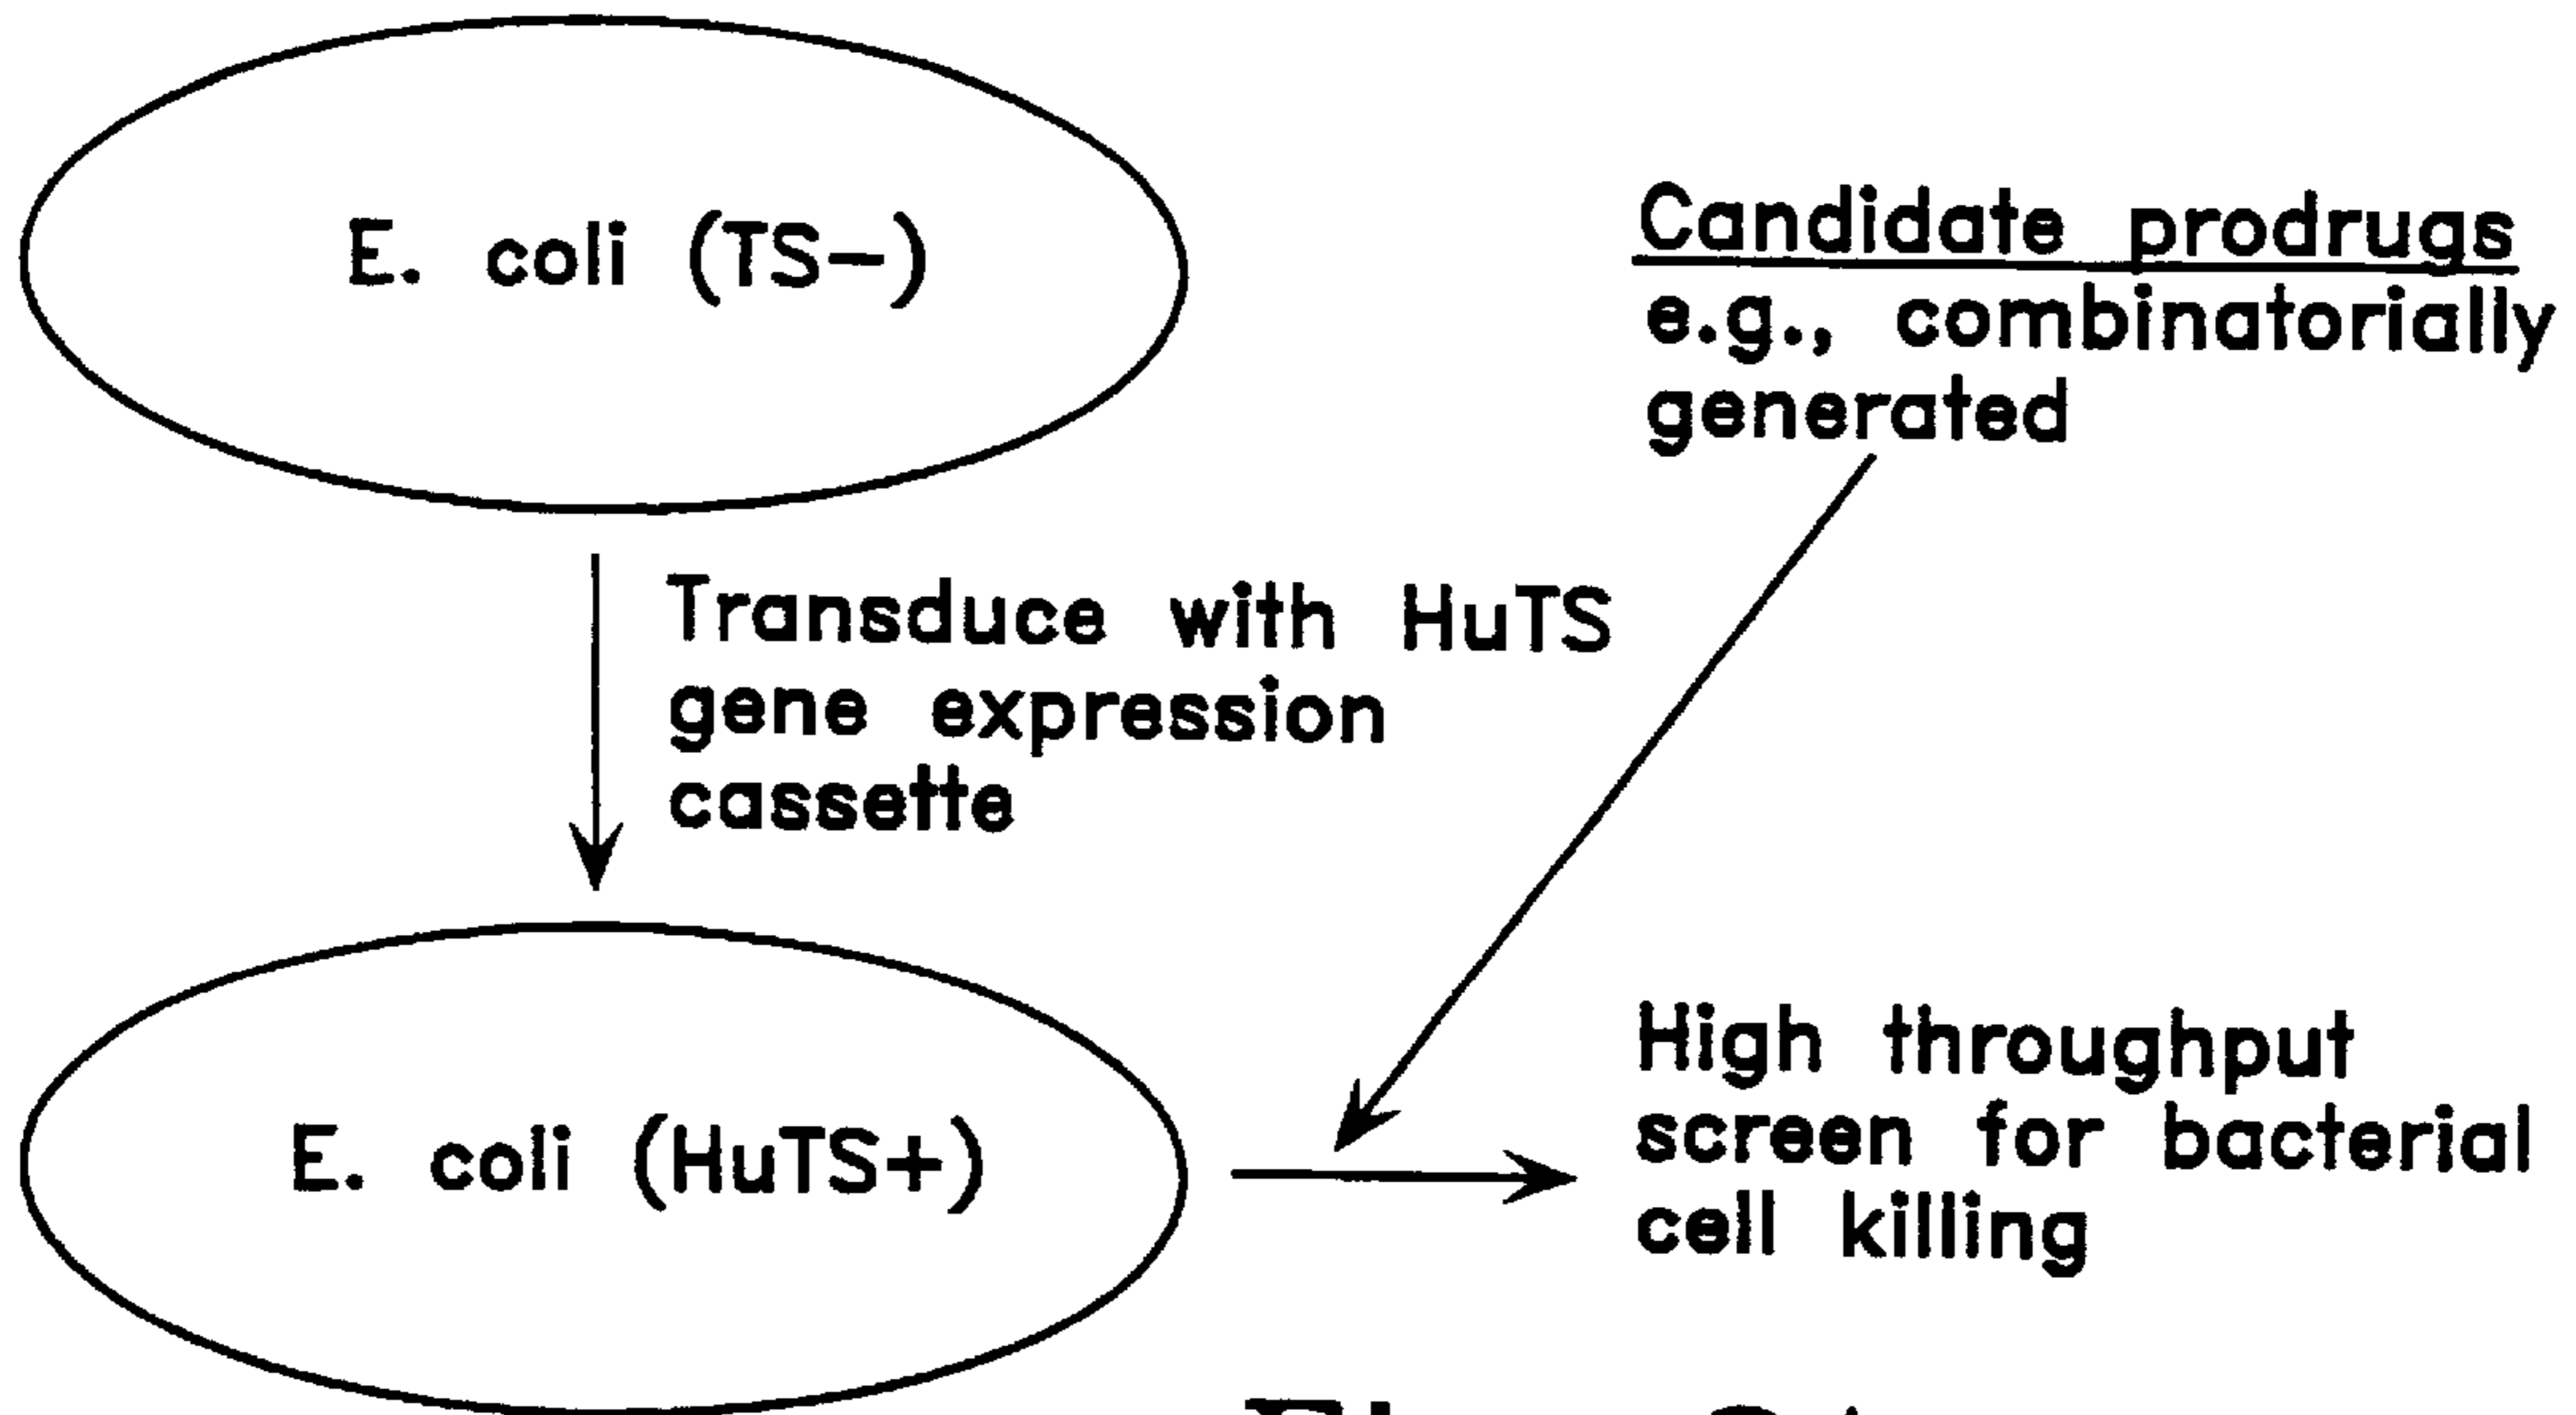 E. coli (TS-)
Candidate prodrugs
e.g., combinatorially
generated
Transduce with HuTS
gene expression
cassette
E. coli (HuTS+)
High throughput
screen for bacterial
cell killing